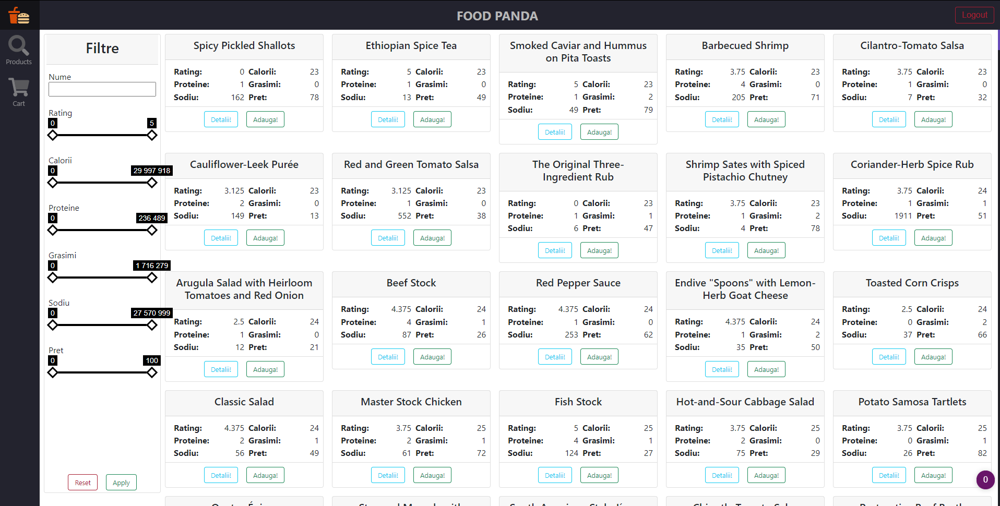 FOOD PANDA
Logout
Products
Cart
Filtre
Nume
Rating
0 5
Calorii
0 29 997 918
Proteine
0 236 489
Grasimi
0 1 716 279
Sodiu
0 27 570 999
Pret
0 100
Reset Apply
Spicy Pickled Shallots
Rating: 0 Calorii: 23
Proteine: 1 Grasimi: 0
Sodiu: 162 Pret: 78
Detalii! Adauga!
Ethiopian Spice Tea
Rating: 5 Calorii: 23
Proteine: 1 Grasimi: 0
Sodiu: 13 Pret: 49
Detalii! Adauga!
Smoked Caviar and Hummus
on Pita Toasts
Rating: 5 Calorii: 23
Proteine: 1 Grasimi: 2
Sodiu: 49 Pret: 79
Detalii! Adauga!
Barbecued Shrimp
Rating: 3.75 Calorii: 23
Proteine: 4 Grasimi: 0
Sodiu: 205 Pret: 71
Detalii! Adauga!
Cilantro-Tomato Salsa
Rating: 3.75 Calorii: 23
Proteine: 1 Grasimi: 0
Sodiu: 7 Pret: 32
Detalii! Adauga!
Cauliflower-Leek Purée
Rating: 3.125 Calorii: 23
Proteine: 2 Grasimi: 0
Sodiu: 149 Pret: 13
Detalii! Adauga!
Red and Green Tomato Salsa
Rating: 3.125 Calorii: 23
Proteine: 1 Grasimi: 0
Sodiu: 552 Pret: 38
Detalii! Adauga!
The Original Three-
Ingredient Rub
Rating: 0 Calorii: 23
Proteine: 1 Grasimi: 1
Sodiu: 6 Pret: 47
Detalii! Adauga!
Shrimp Sates with Spiced
Pistachio Chutney
Rating: 3.75 Calorii: 23
Proteine: 1 Grasimi: 2
Sodiu: 4 Pret: 78
Detalii! Adauga!
Coriander-Herb Spice Rub
Rating: 3.75 Calorii: 24
Proteine: 1 Grasimi: 1
Sodiu: 1911 Pret: 51
Detalii! Adauga!
Arugula Salad with Heirloom
Tomatoes and Red Onion
Rating: 2.5 Calorii: 24
Proteine: 1 Grasimi: 0
Sodiu: 12 Pret: 21
Detalii! Adauga!
Beef Stock
Rating: 4.375 Calorii: 24
Proteine: 4 Grasimi: 1
Sodiu: 87 Pret: 26
Detalii! Adauga!
Red Pepper Sauce
Rating: 4.375 Calorii: 24
Proteine: 1 Grasimi: 0
Sodiu: 253 Pret: 62
Detalii! Adauga!
Endive "Spoons" with Lemon-
Herb Goat Cheese
Rating: 4.375 Calorii: 24
Proteine: 1 Grasimi: 2
Sodiu: 35 Pret: 50
Detalii! Adauga!
Toasted Corn Crisps
Rating: 2.5 Calorii: 24
Proteine: 0 Grasimi: 2
Sodiu: 37 Pret: 66
Detalii! Adauga!
Classic Salad
Rating: 4.375 Calorii: 24
Proteine: 2 Grasimi: 1
Sodiu: 56 Pret: 49
Detalii! Adauga!
Master Stock Chicken
Rating: 3.75 Calorii: 25
Proteine: 2 Grasimi: 1
Sodiu: 61 Pret: 72
Detalii! Adauga!
Fish Stock
Rating: 5 Calorii: 25
Proteine: 4 Grasimi: 1
Sodiu: 124 Pret: 27
Detalii! Adauga!
Hot-and-Sour Cabbage Salad
Rating: 3.75 Calorii: 25
Proteine: 2 Grasimi: 0
Sodiu: 75 Pret: 29
Detalii! Adauga!
Potato Samosa Tartlets
Rating: 3.75 Calorii: 25
Proteine: 0 Grasimi: 1
Sodiu: 26 Pret: 82
Detalii! Adauga!
0